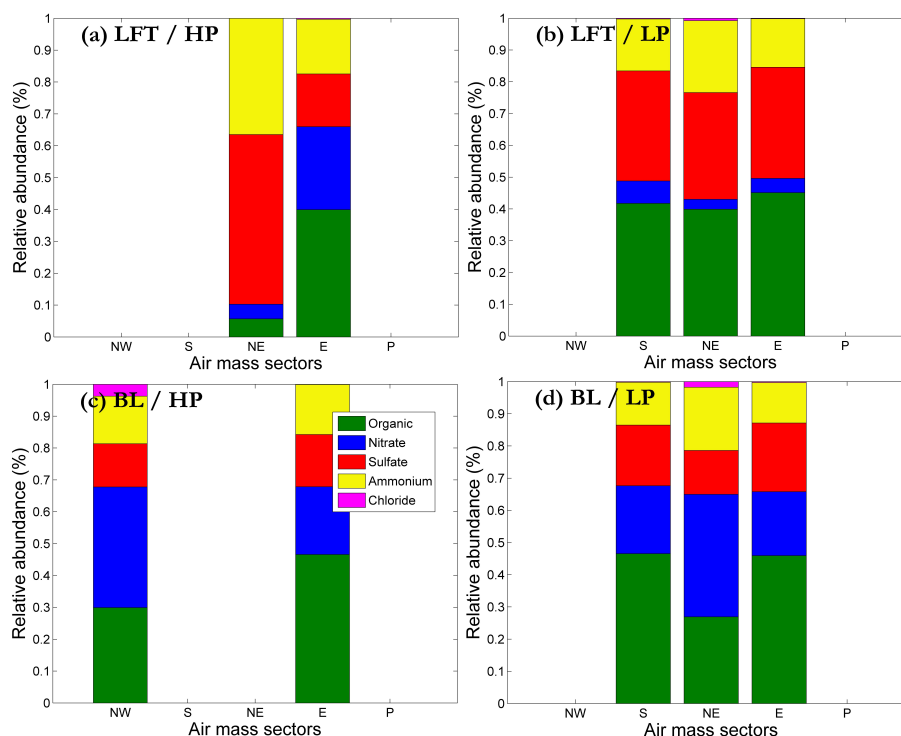 (a) LFT / HP
Relative abundance (%)
1
0.9
0.8
0.7
0.6
0.5
0.4
0.3
0.2
0.1
0
NW S NE E P
Air mass sectors
(b) LFT / LP
Relative abundance (%)
1
0.9
0.8
0.7
0.6
0.5
0.4
0.3
0.2
0.1
0
NW S NE E P
Air mass sectors
(c) BL / HP
Relative abundance (%)
1
0.9
0.8
0.7
0.6
0.5
0.4
0.3
0.2
0.1
0
Organic
Nitrate
Sulfate
Ammonium
Chloride
NW S NE E P
Air mass sectors
(d) BL / LP
Relative abundance (%)
1
0.9
0.8
0.7
0.6
0.5
0.4
0.3
0.2
0.1
0
NW S NE E P
Air mass sectors